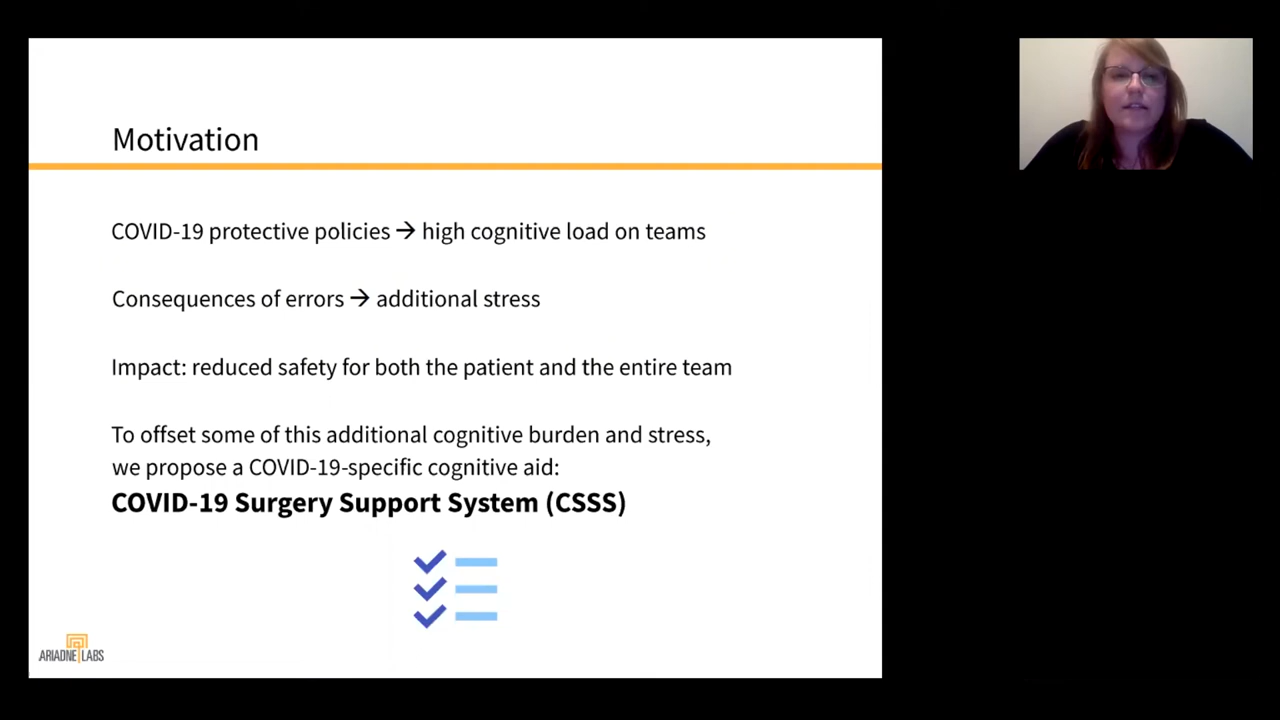 Motivation
COVID-19 protective policies → high cognitive load on teams
Consequences of errors → additional stress
Impact: reduced safety for both the patient and the entire team
To offset some of this additional cognitive burden and stress,
we propose a COVID-19-specific cognitive aid:
COVID-19 Surgery Support System (CSSS)
ARIADNE LABS